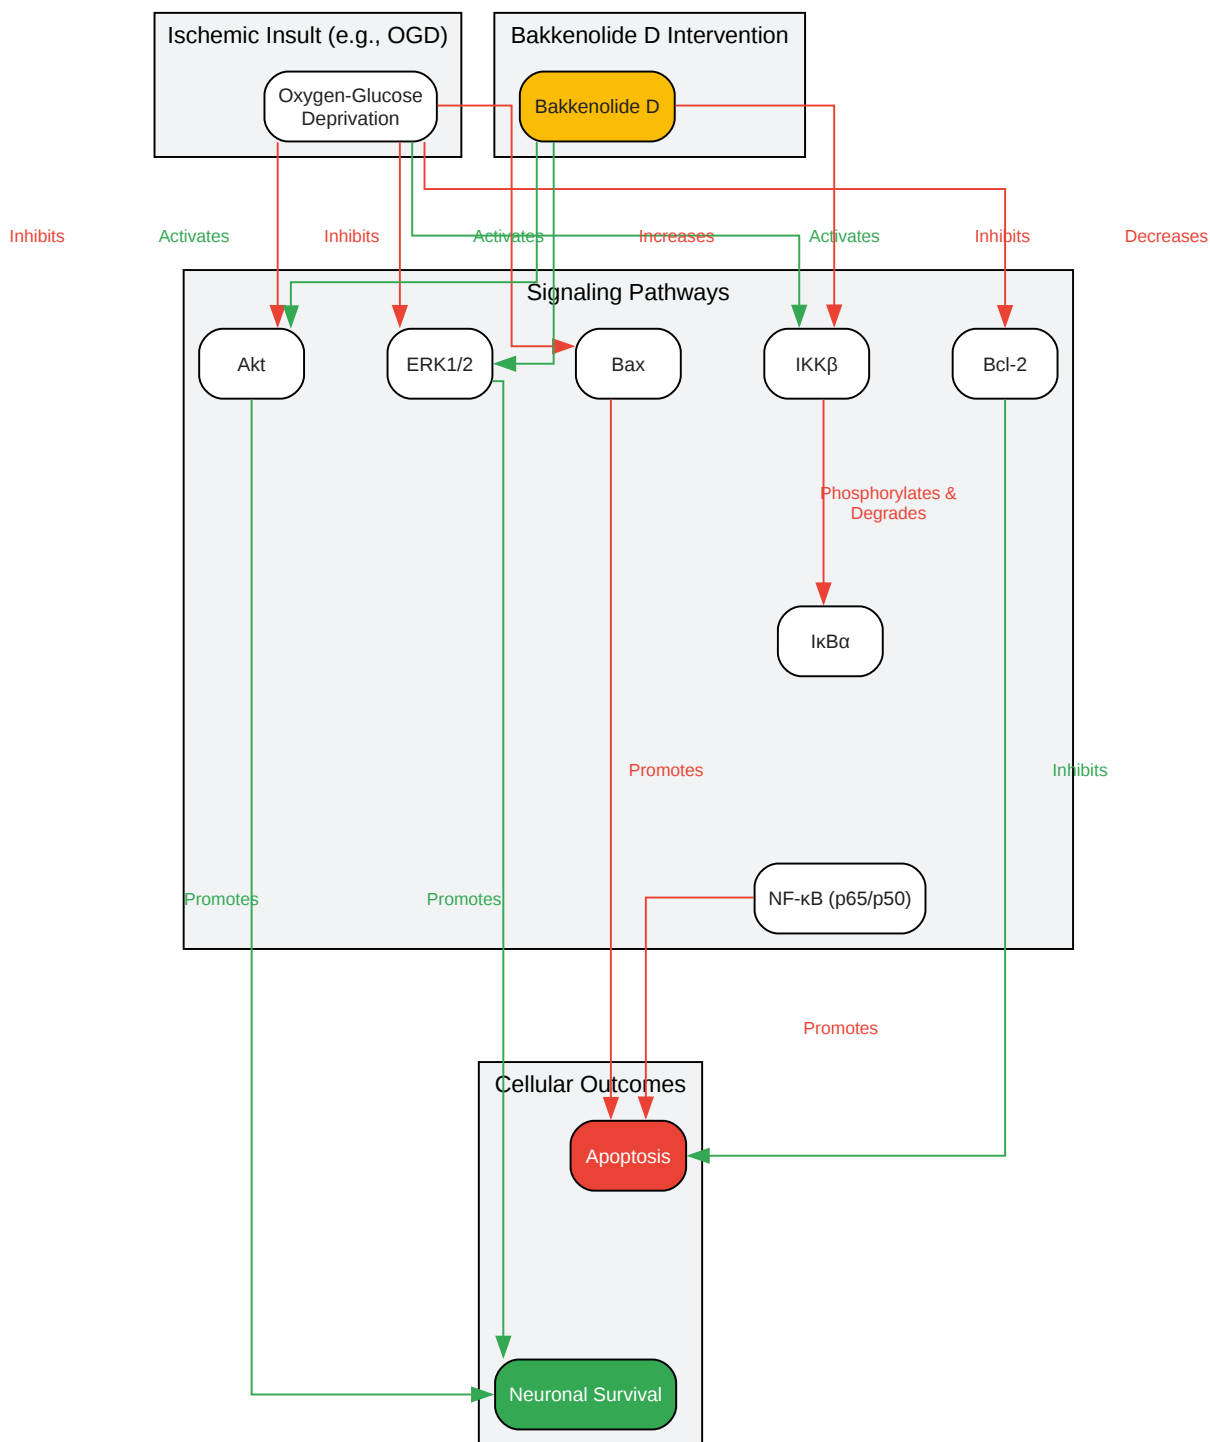 Ischemic Insult (e.g., OGD)
Bakkenolide D Intervention
Oxygen-Glucose
Deprivation
Bakkenolide D
Inhibits
Activates
Inhibits
Activates
Increases
Activates
Inhibits
Decreases
Signaling Pathways
Akt
ERK1/2
Bax
IKKβ
Bcl-2
Phosphorylates &
Degrades
IκBα
Promotes
Inhibits
Promotes
Promotes
NF-κB (p65/p50)
Promotes
Cellular Outcomes
Apoptosis
Neuronal Survival